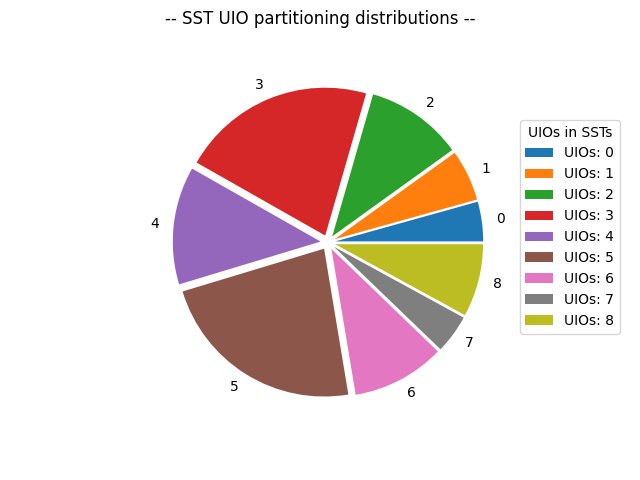 -- SST UIO partitioning distributions --
3
2
1
4
0
8
7
5
6
UIOs in SSTs
UIOs: 0
UIOs: 1
UIOs: 2
UIOs: 3
UIOs: 4
UIOs: 5
UIOs: 6
UIOs: 7
UIOs: 8